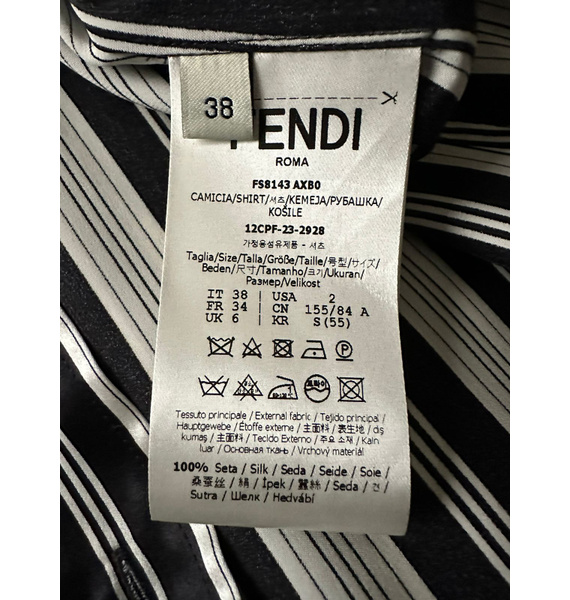 38
FENDI
ROMA
FS8143 AXB0
CAMICIA/SHIRT/셔츠/KEMEJA/РУБАШКА/
KOŠILE
12CPF-23-2928
가정용섬유제품 - 셔츠
Taglia/Size/Talla/Größe/Taille/号型/サイズ/
Beden/尺寸/Tamanho/크기/Ukuran/
Размер/Velikost
IT 38 | USA 2
FR 34 | CN 155/84 A
UK 6 | KR S(55)
Tessuto principale / External fabric / Tejido principal /
Hauptgewebe / Étoffe externe / 主面料 / 表生地 / dış
kumaş / 主面料 / Tecido Externo / 주요 소재 / Kain
luar / Основная ткань / Vrchový materiál
100% Seta / Silk / Seda / Seide / Soie /
桑蚕丝 / 絹 / İpek / 蠶絲 / Seda / 견 /
Sutra / Шелк / Hedvábí